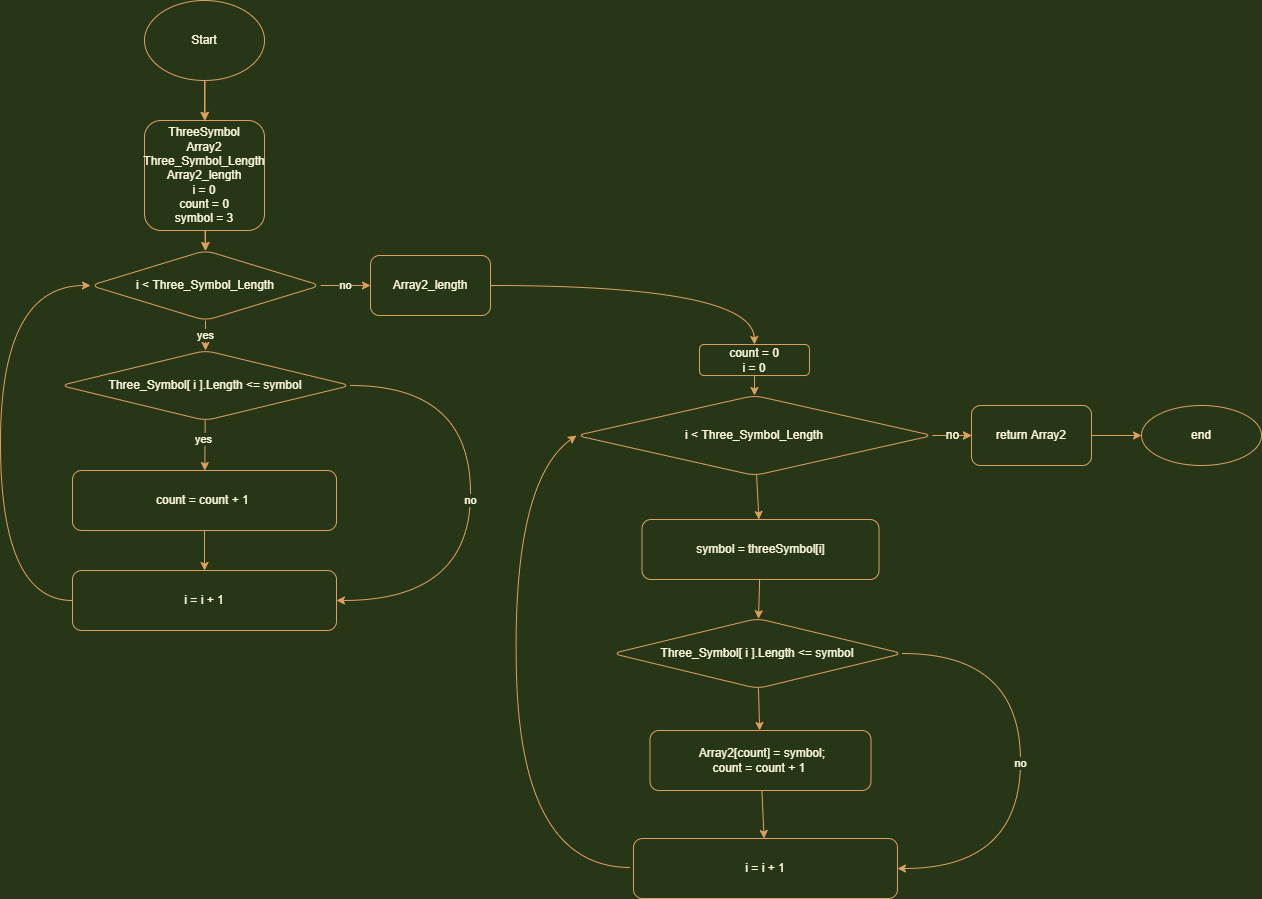 Start
ThreeSymbol
Array2
Three_Symbol_Length
Array2_length
i = 0
count = 0
symbol = 3
i < Three_Symbol_Length
no
Array2_length
yes
Three_Symbol[ i ].Length <= symbol
yes
count = count + 1
no
i = i + 1
count = 0
i = 0
i < Three_Symbol_Length
no
return Array2
end
symbol = threeSymbol[i]
Three_Symbol[ i ].Length <= symbol
Array2[count] = symbol;
count = count + 1
no
i = i + 1